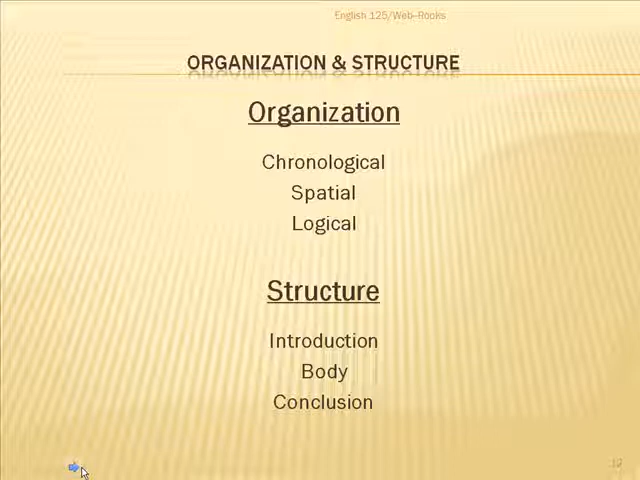 English 125/Web-Rooks
ORGANIZATION & STRUCTURE
Organization
Chronological
Spatial
Logical
Structure
Introduction
Body
Conclusion